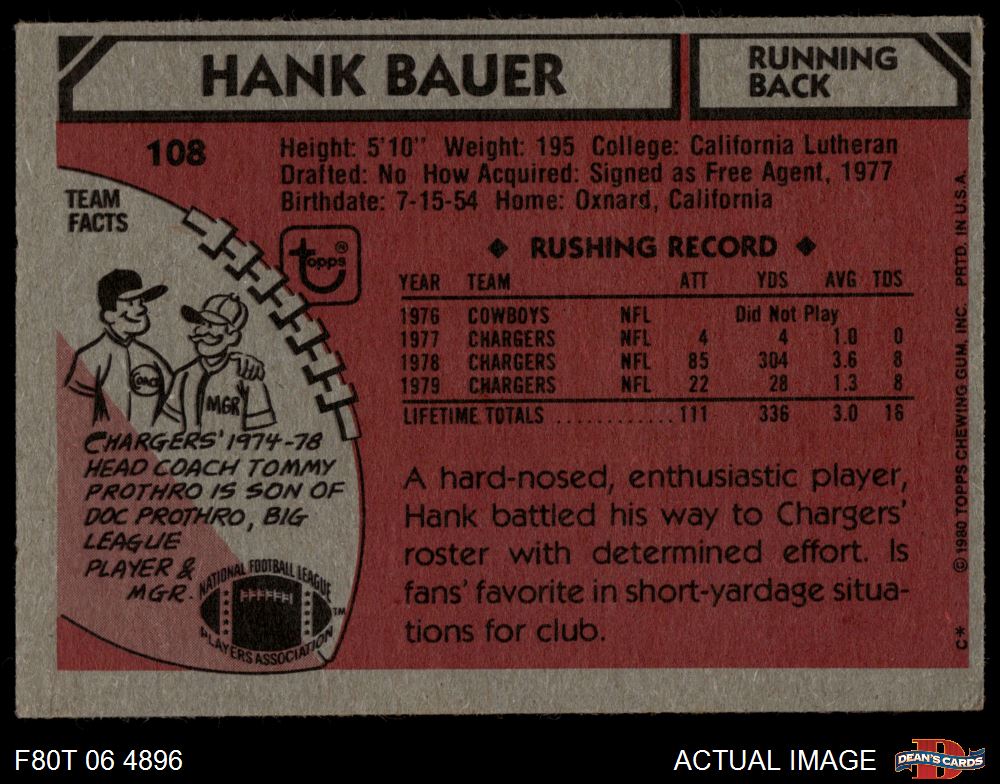 HANK BAUER
RUNNING
BACK
108
Height: 5'10" Weight: 195 College: California Lutheran
Drafted: No How Acquired: Signed as Free Agent, 1977
Birthdate: 7-15-54 Home: Oxnard, California
TEAM
FACTS
topps®
◆ RUSHING RECORD ◆
YEAR TEAM ATT YDS AVG TDS
1976 COWBOYS NFL Did Not Play
1977 CHARGERS NFL 4 4 1.0 0
1978 CHARGERS NFL 85 304 3.6 8
1979 CHARGERS NFL 22 28 1.3 8
LIFETIME TOTALS ............ 111 336 3.0 16
COACH
MGR
CHARGERS' 1974-78
HEAD COACH TOMMY
PROTHRO IS SON OF
DOC PROTHRO, BIG
LEAGUE
PLAYER &
MGR.
NATIONAL FOOTBALL LEAGUE
PLAYERS ASSOCIATION
TM
A hard-nosed, enthusiastic player,
Hank battled his way to Chargers'
roster with determined effort. Is
fans' favorite in short-yardage situa-
tions for club.
C* © 1980 TOPPS CHEWING GUM, INC. PRTD. IN U.S.A.
F80T 06 4896
ACTUAL IMAGE
D
DEAN'S CARDS